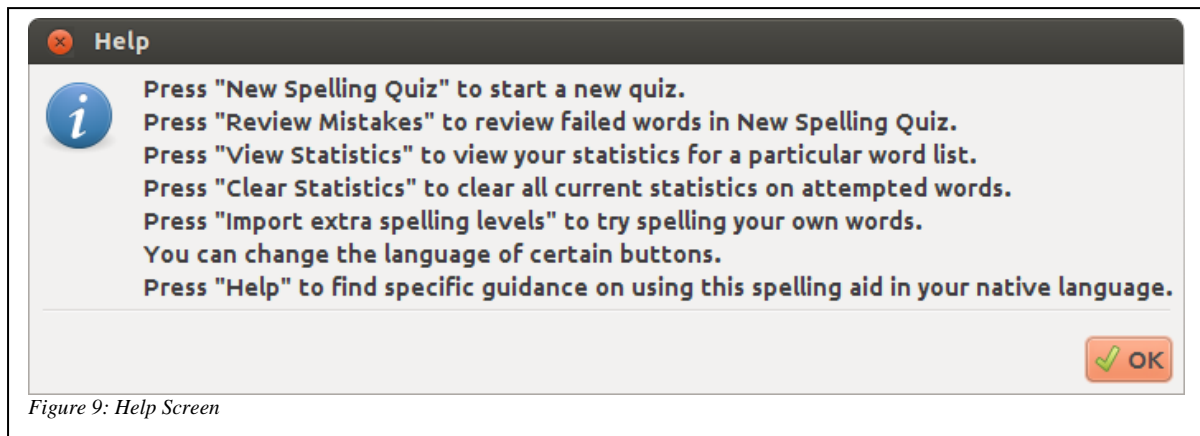 Help
Press "New Spelling Quiz" to start a new quiz.
Press "Review Mistakes" to review failed words in New Spelling Quiz.
Press "View Statistics" to view your statistics for a particular word list.
Press "Clear Statistics" to clear all current statistics on attempted words.
Press "Import extra spelling levels" to try spelling your own words.
You can change the language of certain buttons.
Press "Help" to find specific guidance on using this spelling aid in your native language.
OK
Figure 9: Help Screen